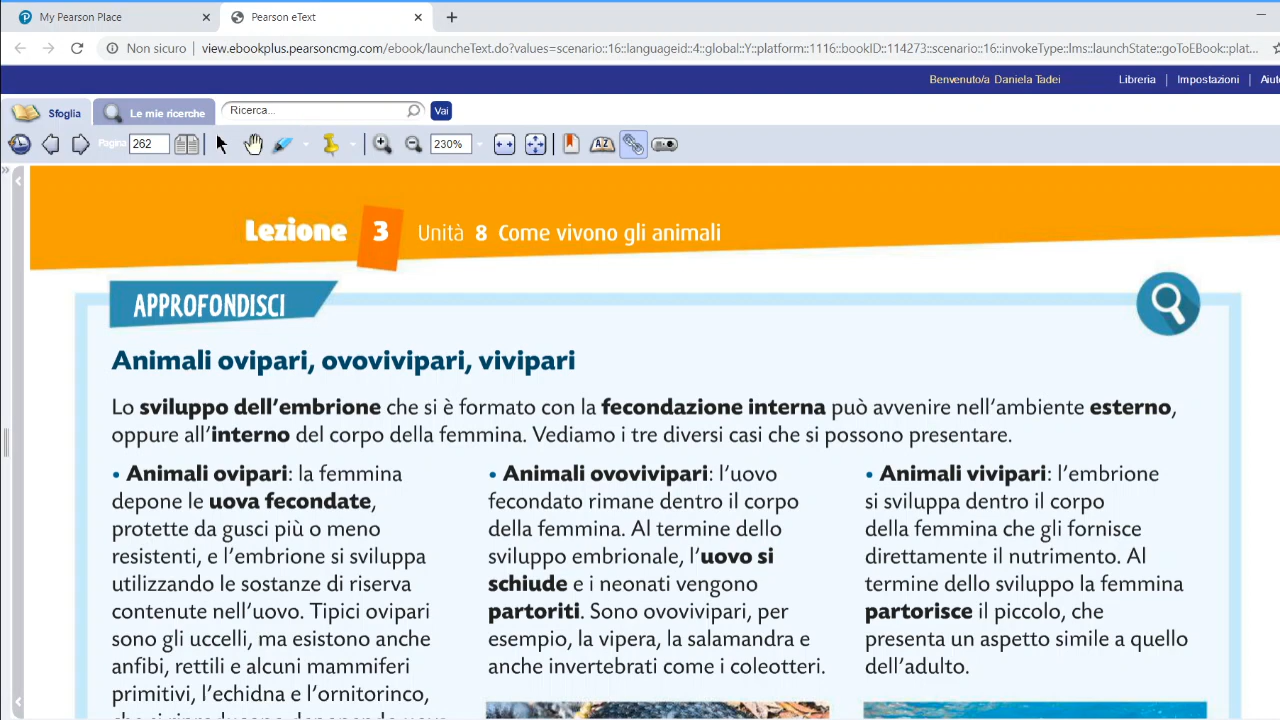 My Pearson Place
Pearson eText
Non sicuro | view.ebookplus.pearsoncmg.com/ebook/launcheText.do?values=scenario::16::languageid::4::global::Y::platform::1116::bookID::114273::scenario::16::invokeType::lms::launchState::goToEBook::plat...
Benvenuto/a Daniela Tadei Libreria | Impostazioni | Aiut
Sfoglia Le mie ricerche Ricerca... Vai
Pagina 262 230% A Z
Lezione 3 Unità 8 Come vivono gli animali
APPROFONDISCI
Animali ovipari, ovovivipari, vivipari
Lo sviluppo dell'embrione che si è formato con la fecondazione interna può avvenire nell'ambiente esterno,
oppure all'interno del corpo della femmina. Vediamo i tre diversi casi che si possono presentare.
• Animali ovipari: la femmina
depone le uova fecondate,
protette da gusci più o meno
resistenti, e l'embrione si sviluppa
utilizzando le sostanze di riserva
contenute nell'uovo. Tipici ovipari
sono gli uccelli, ma esistono anche
anfibi, rettili e alcuni mammiferi
primitivi, l'echidna e l'ornitorinco,
• Animali ovovivipari: l'uovo
fecondato rimane dentro il corpo
della femmina. Al termine dello
sviluppo embrionale, l'uovo si
schiude e i neonati vengono
partoriti. Sono ovovivipari, per
esempio, la vipera, la salamandra e
anche invertebrati come i coleotteri.
• Animali vivipari: l'embrione
si sviluppa dentro il corpo
della femmina che gli fornisce
direttamente il nutrimento. Al
termine dello sviluppo la femmina
partorisce il piccolo, che
presenta un aspetto simile a quello
dell'adulto.